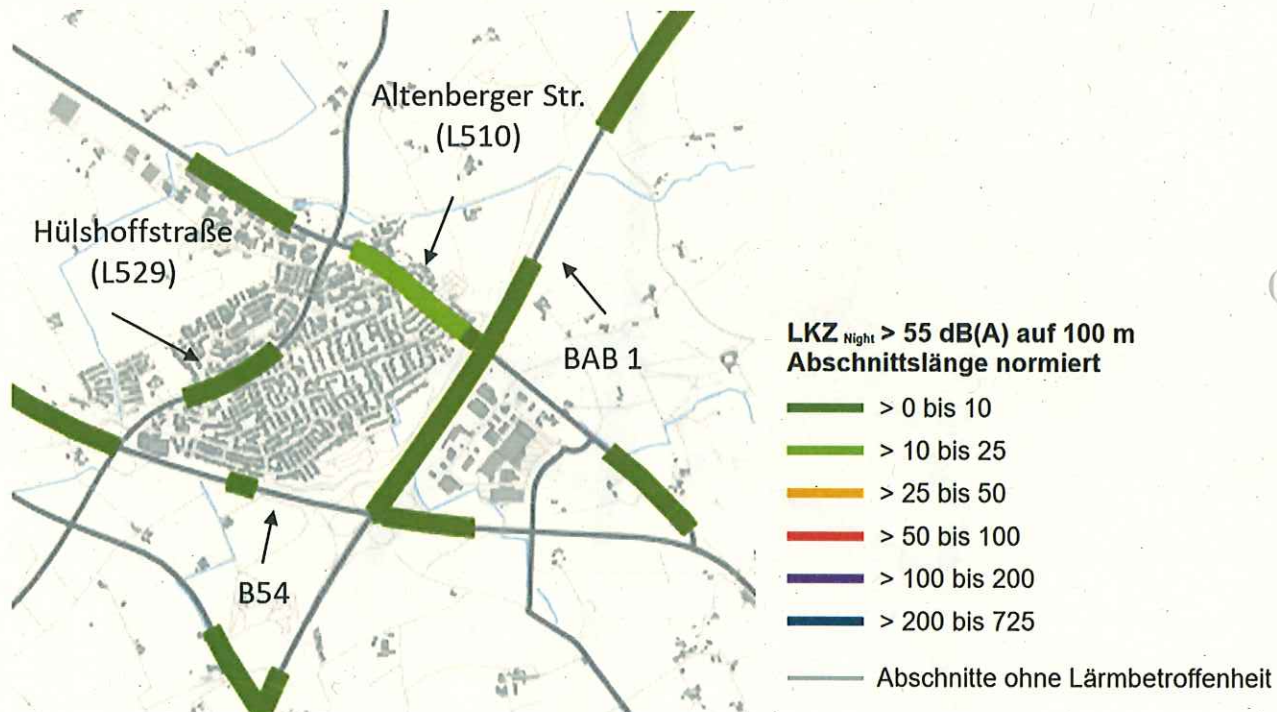 Altenberger Str.
(L510)
Hülshoffstraße
(L529)
BAB 1
B54
LKZ Night > 55 dB(A) auf 100 m
Abschnittslänge normiert
> 0 bis 10
> 10 bis 25
> 25 bis 50
> 50 bis 100
> 100 bis 200
> 200 bis 725
Abschnitte ohne Lärmbetroffenheit